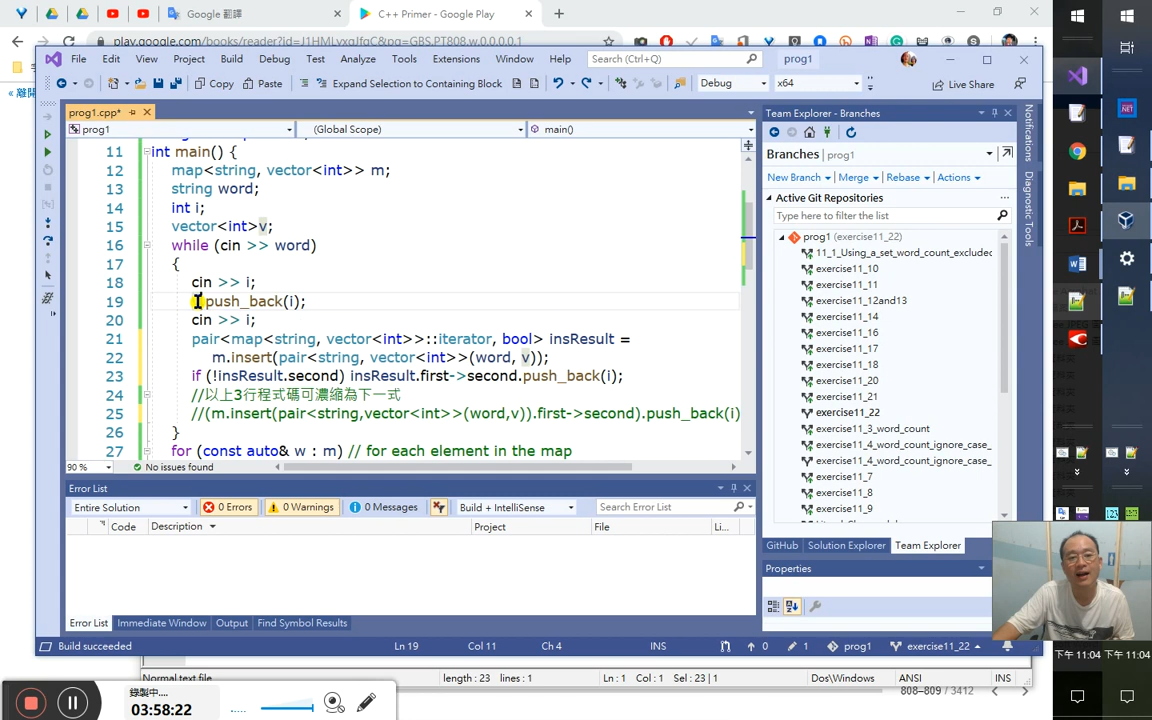 Google 翻譯
C++ Primer - Google Play
play.google.com/books/reader?id=J1HMLyxqJfqC&pg=GBS.PT808.w.0.0.0.0.1
File Edit View Project Build Debug Test Analyze Tools Extensions Window Help Search (Ctrl+Q) prog1
Copy Paste Expand Selection to Containing Block Debug x64 Live Share
prog1.cpp*
prog1 (Global Scope) main()
11 int main() {
12 map<string, vector<int>> m;
13 string word;
14 int i;
15 vector<int>v;
16 while (cin >> word)
17 {
18 cin >> i;
19 push_back(i);
20 cin >> i;
21 pair<map<string, vector<int>>::iterator, bool> insResult =
22 m.insert(pair<string, vector<int>>(word, v));
23 if (!insResult.second) insResult.first->second.push_back(i);
24 //以上3行程式碼可濃縮為下一式
25 //(m.insert(pair<string,vector<int>>(word,v)).first->second).push_back(i)
26 }
27 for (const auto& w : m) // for each element in the map
90 % No issues found
Error List
Entire Solution 0 Errors 0 Warnings 0 Messages Build + IntelliSense Search Error List
Code Description Project File Li...
Error List Immediate Window Output Find Symbol Results
Team Explorer - Branches
Branches | prog1
New Branch Merge Rebase Actions
Active Git Repositories
Type here to filter the list
prog1 (exercise11_22)
11_1_Using_a_set_word_count_excluded
exercise11_10
exercise11_11
exercise11_12and13
exercise11_14
exercise11_16
exercise11_17
exercise11_18
exercise11_20
exercise11_21
exercise11_22
exercise11_3_word_count
exercise11_4_word_count_ignore_case_
exercise11_4_word_count_ignore_case_
exercise11_7
exercise11_8
exercise11_9
GitHub Solution Explorer Team Explorer
Properties
Notifications
Diagnostic Tools
Build succeeded Ln 19 Col 11 Ch 4 INS 0 1 prog1 exercise11_22
Normal text file length : 23 lines : 1 Ln : 1 Col : 1 Sel : 23 | 1 Dos\Windows ANSI INS
808–809 / 3412
錄製中....
03:58:22
下午 11:04 下午 11:04